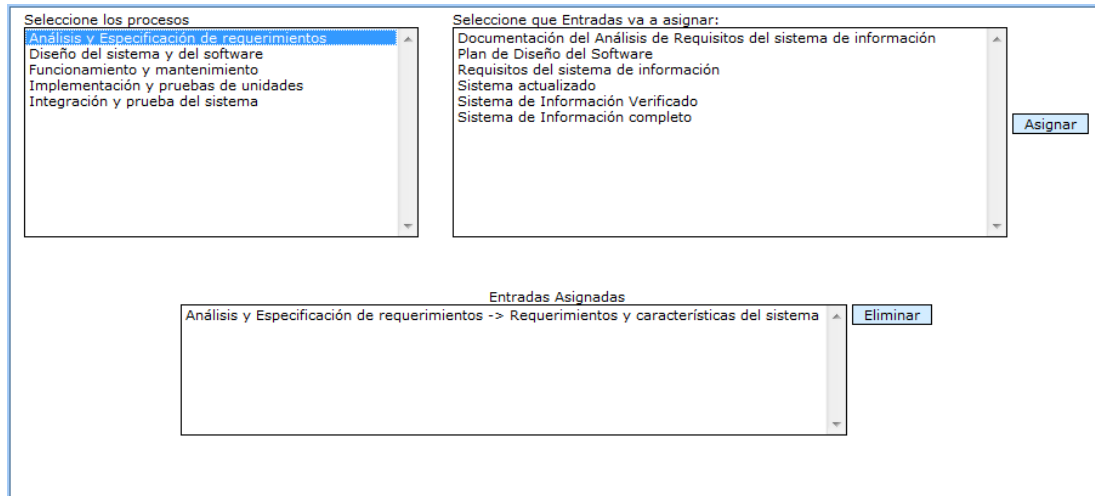 Seleccione los procesos
Análisis y Especificación de requerimientos
Diseño del sistema y del software
Funcionamiento y mantenimiento
Implementación y pruebas de unidades
Integración y prueba del sistema
Seleccione que Entradas va a asignar:
Documentación del Análisis de Requisitos del sistema de información
Plan de Diseño del Software
Requisitos del sistema de información
Sistema actualizado
Sistema de Información Verificado
Sistema de Información completo
Asignar
Entradas Asignadas
Análisis y Especificación de requerimientos -> Requerimientos y características del sistema
Eliminar